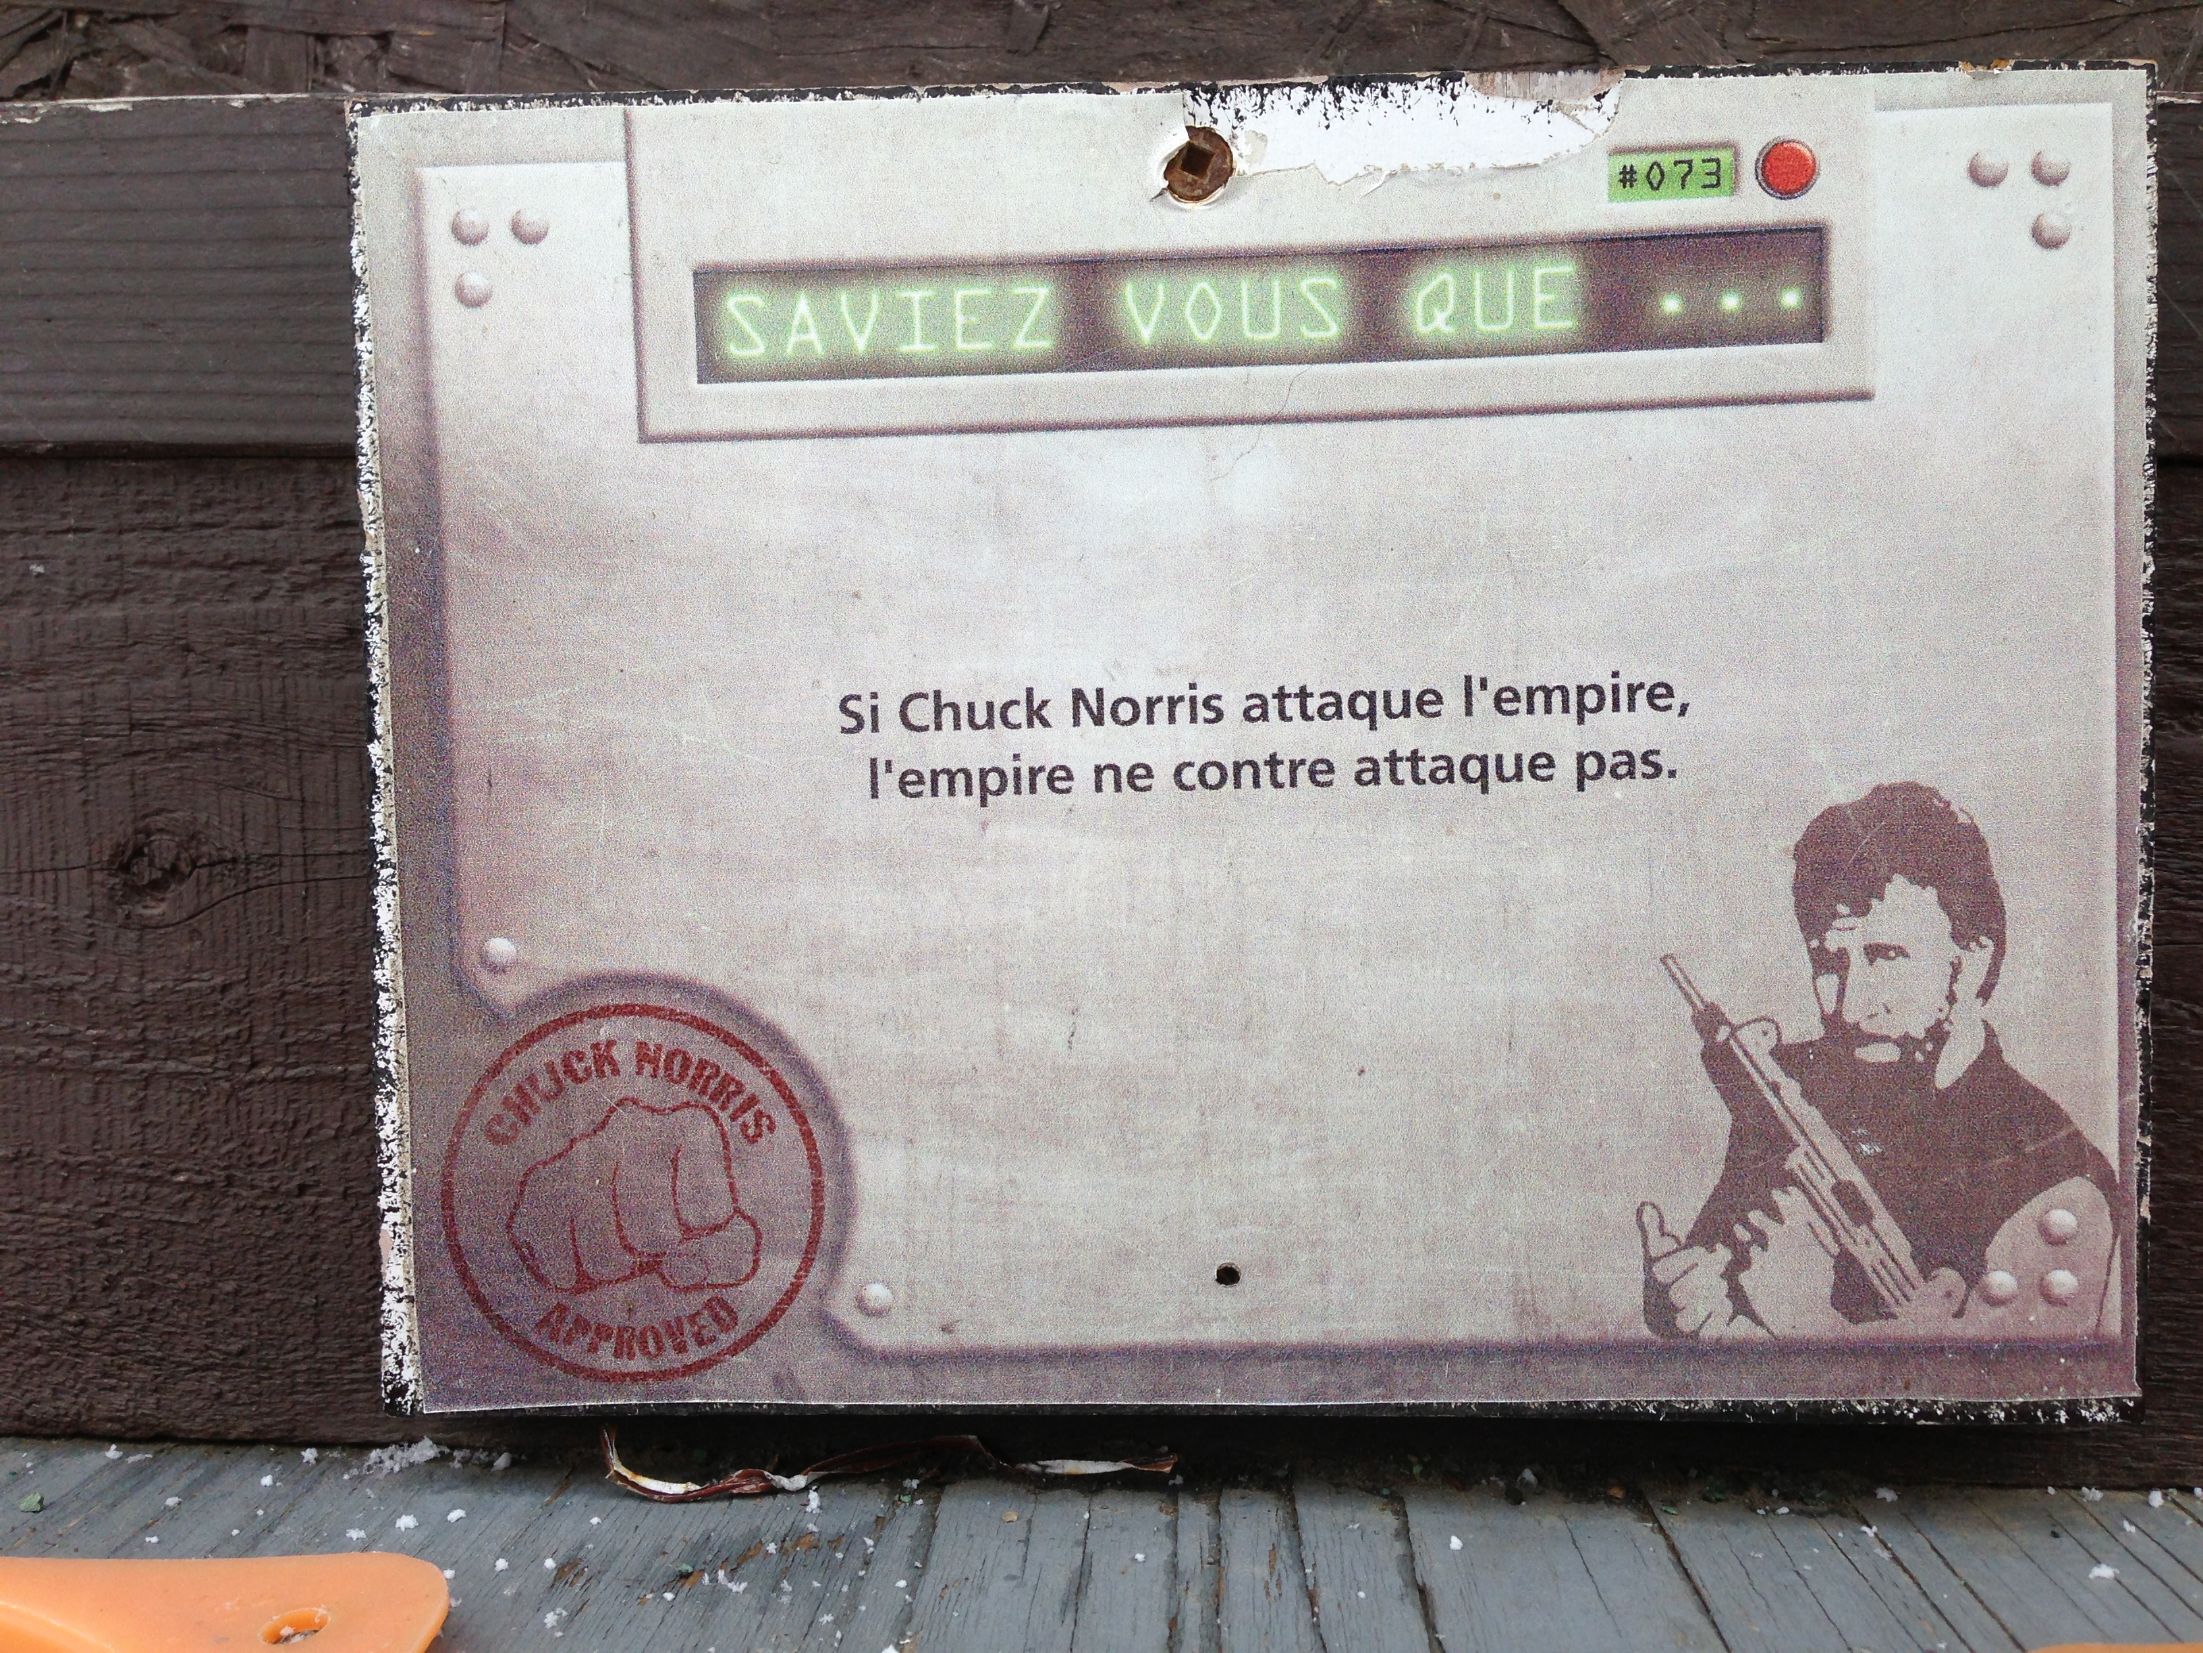 #073
SAVIEZ VOUS QUE ...
Si Chuck Norris attaque l'empire,
l'empire ne contre attaque pas.
CHUCK NORRIS
APPROVED